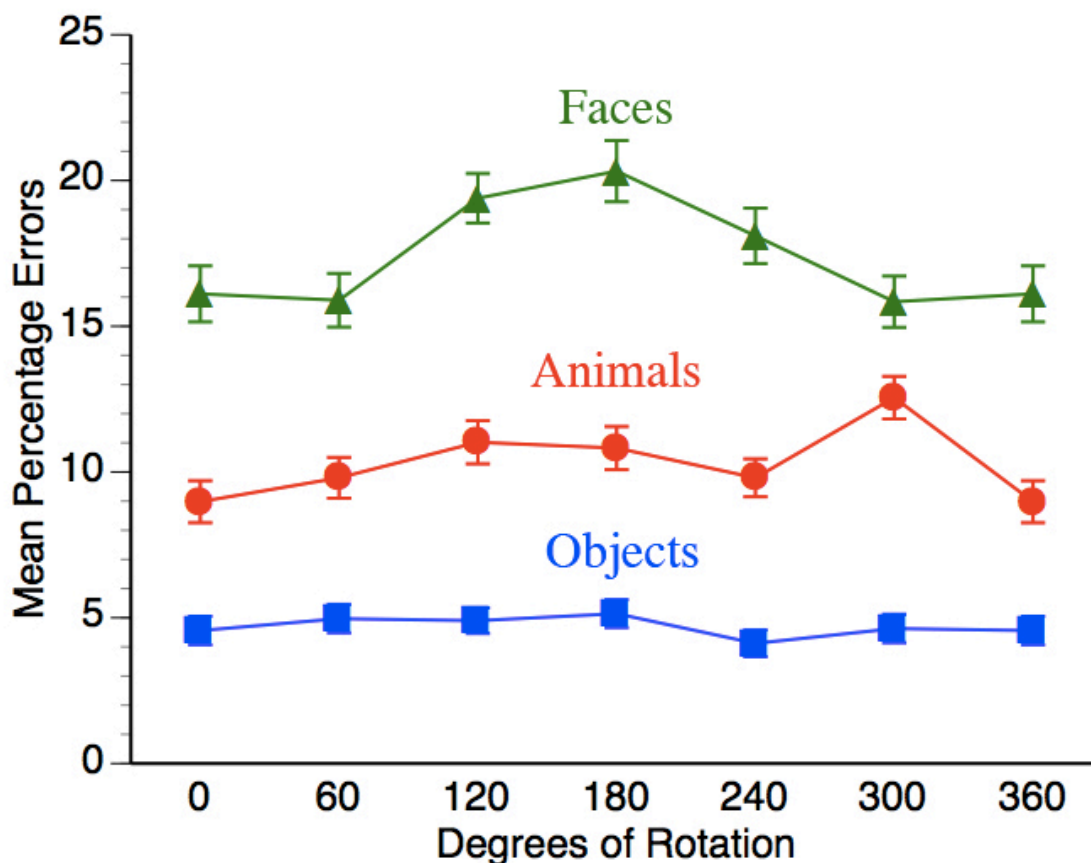 25
20
15
10
5
0
Mean Percentage Errors
Faces
Animals
Objects
0 60 120 180 240 300 360
Degrees of Rotation